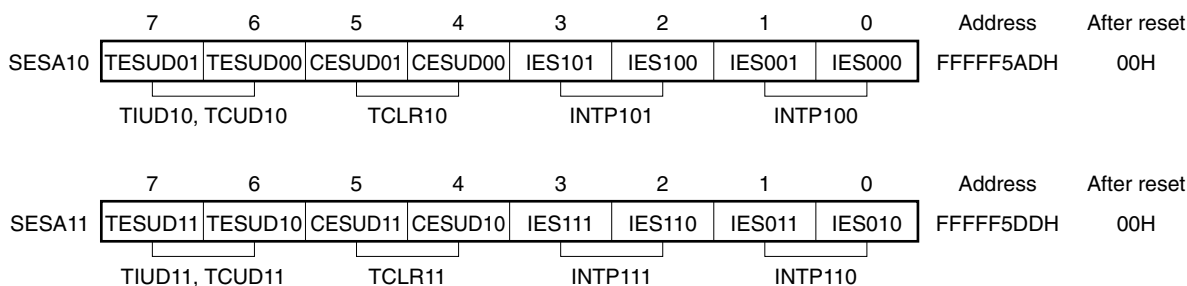 7 6 5 4 3 2 1 0 Address After reset
SESA10 TESUD01 TESUD00 CESUD01 CESUD00 IES101 IES100 IES001 IES000 FFFFF5ADH 00H
TIUD10, TCUD10 TCLR10 INTP101 INTP100
7 6 5 4 3 2 1 0 Address After reset
SESA11 TESUD11 TESUD10 CESUD11 CESUD10 IES111 IES110 IES011 IES010 FFFFF5DDH 00H
TIUD11, TCUD11 TCLR11 INTP111 INTP110